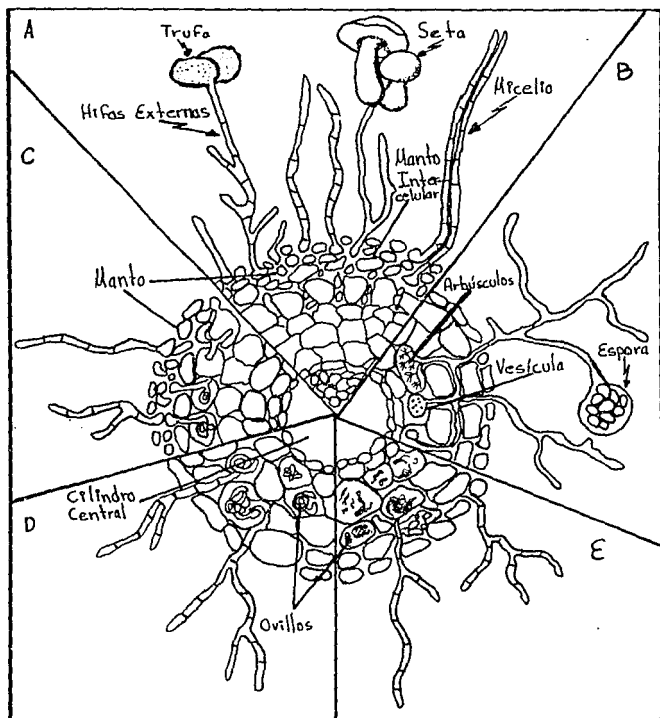 A
Trufa
Seta
B
Hifas Externas
Micelio
C
Manto
Inter-
celular
Manto
Arbúsculos
Vesícula
Espora
Cilindro
Central
D
E
Ovillos